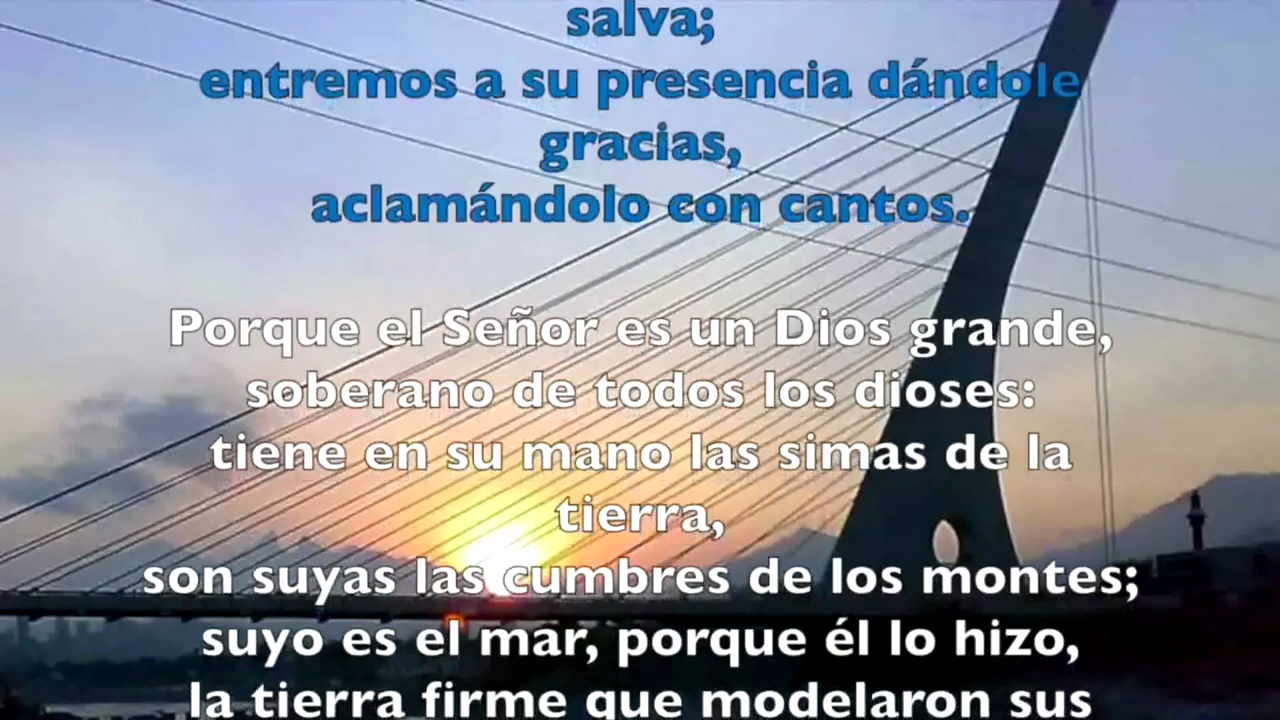 salva;
entremos a su presencia dándole
gracias,
aclamándolo con cantos.
Porque el Señor es un Dios grande,
soberano de todos los dioses:
tiene en su mano las simas de la
tierra,
son suyas las cumbres de los montes;
suyo es el mar, porque él lo hizo,
la tierra firme que modelaron sus